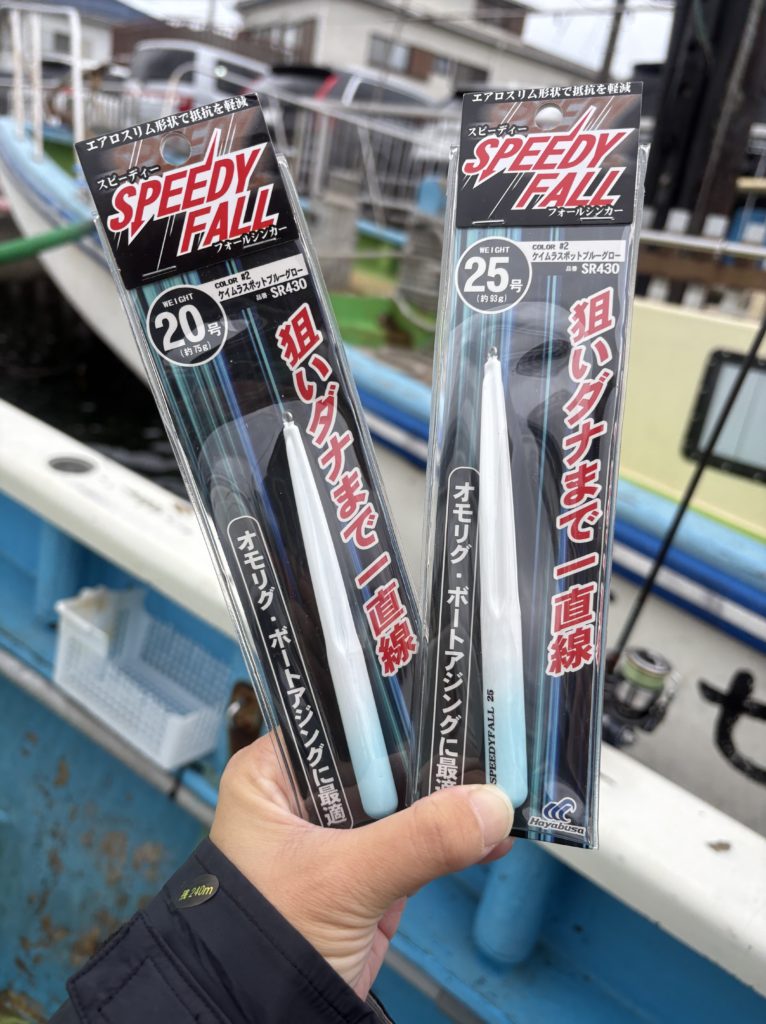 エアロスリム形状で抵抗を軽減
スピーディー
SPEEDY
FALL
フォールシンカー
WEIGHT
20号
(約75g)
COLOR #2
ケイムラスポットブルーグロー
品番 SR430
狙いダナまで一直線
オモリグ・ボートアジングに最適
エアロスリム形状で抵抗を軽減
スピーディー
SPEEDY
FALL
フォールシンカー
WEIGHT
25号
(約93g)
COLOR #2
ケイムラスポットブルーグロー
品番 SR430
狙いダナまで一直線
オモリグ・ボートアジングに最適
SPEEDYFALL 25
Hayabusa
240m